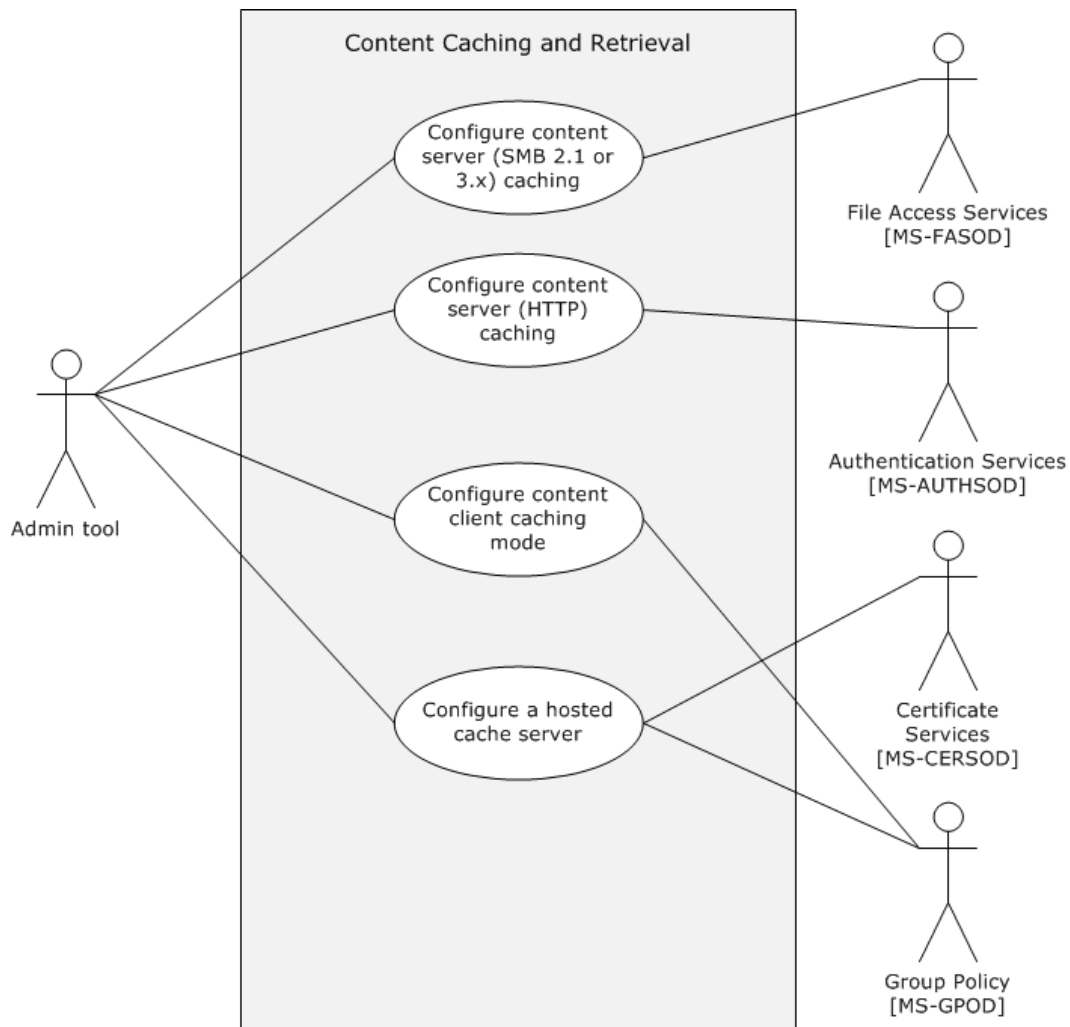 Content Caching and Retrieval
Configure content
server (SMB 2.1 or
3.x) caching
File Access Services
[MS-FASOD]
Configure content
server (HTTP)
caching
Authentication Services
[MS-AUTHSOD]
Admin tool
Configure content
client caching
mode
Configure a hosted
cache server
Certificate
Services
[MS-CERSOD]
Group Policy
[MS-GPOD]